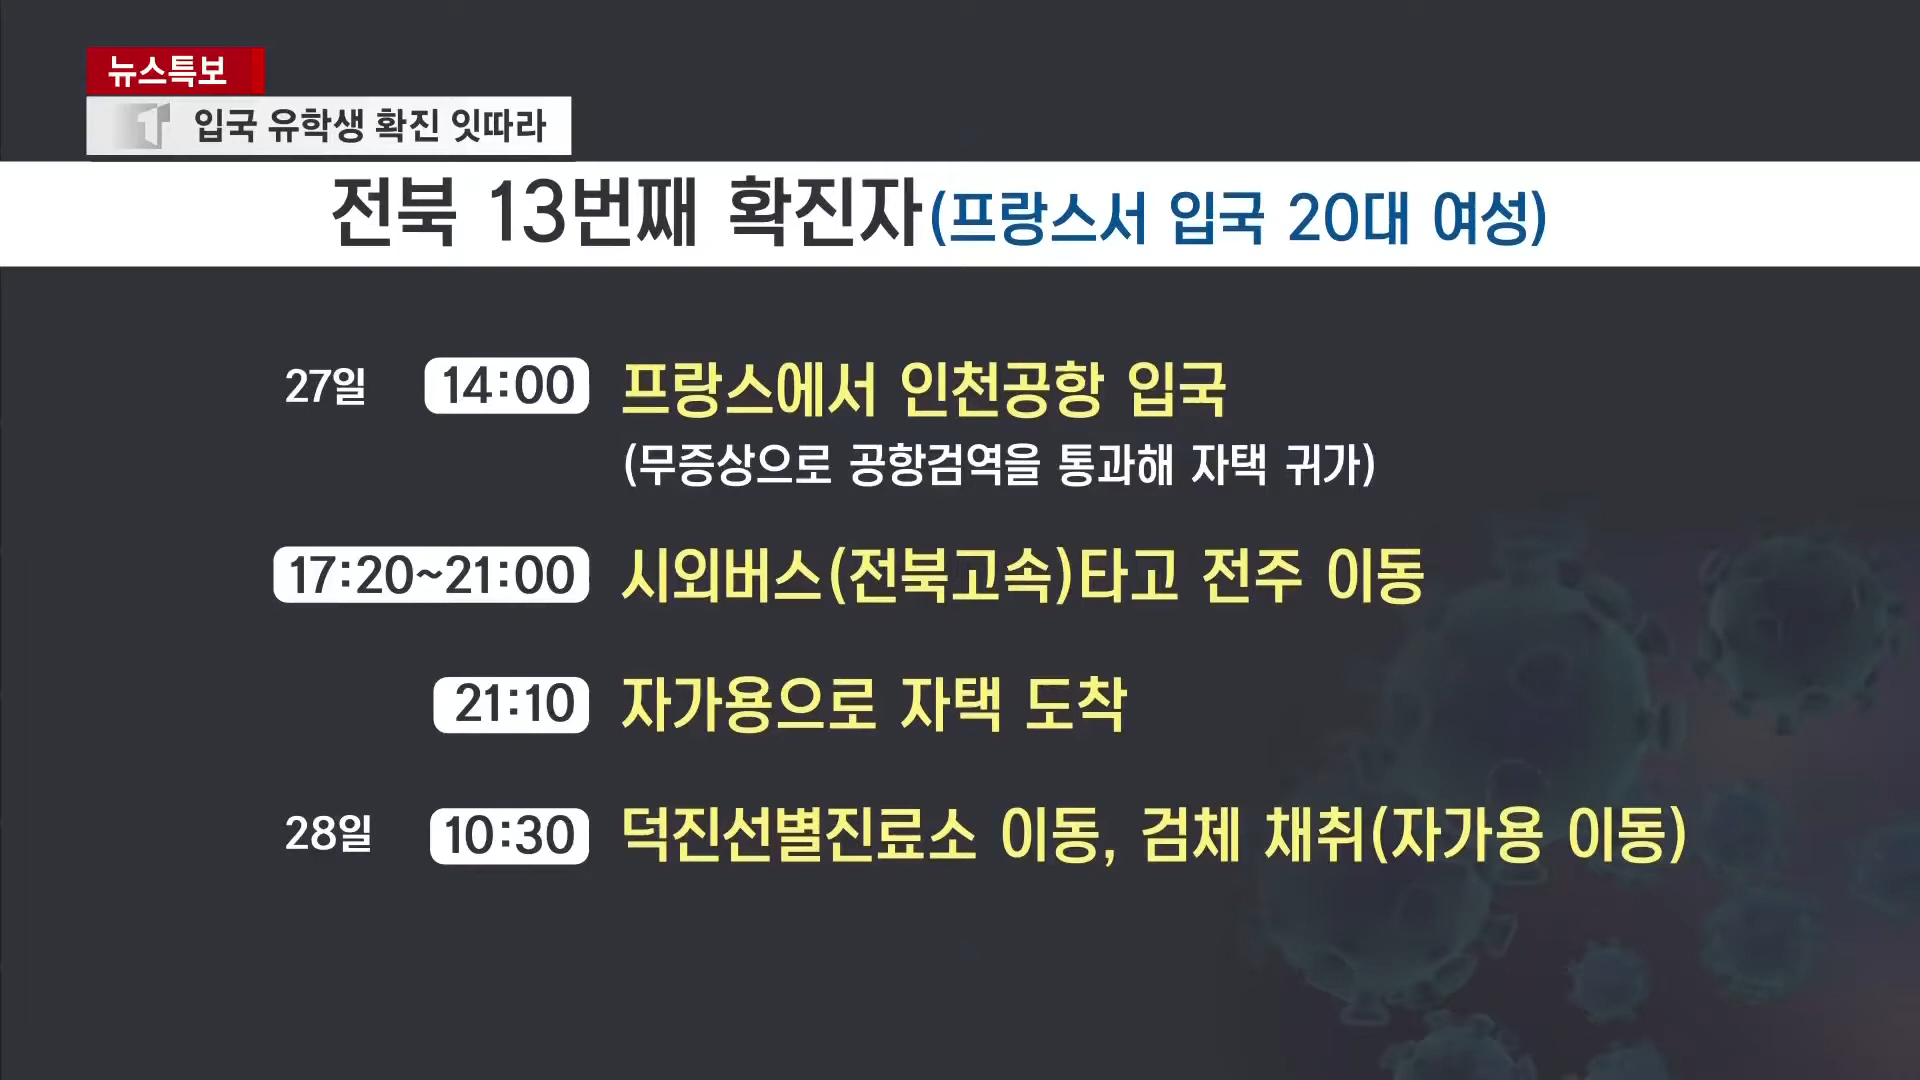 뉴스특보
입국 유학생 확진 잇따라
전북 13번째 확진자(프랑스서 입국 20대 여성)
27일 14:00 프랑스에서 인천공항 입국
(무증상으로 공항검역을 통과해 자택 귀가)
17:20~21:00 시외버스(전북고속)타고 전주 이동
21:10 자가용으로 자택 도착
28일 10:30 덕진선별진료소 이동, 검체 채취(자가용 이동)